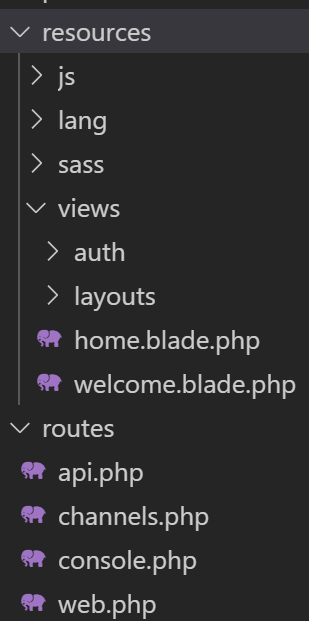 resources
js
lang
sass
views
auth
layouts
home.blade.php
welcome.blade.php
routes
api.php
channels.php
console.php
web.php